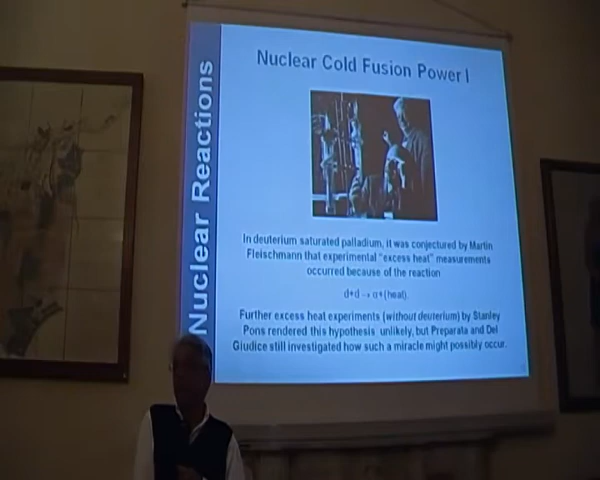 Nuclear Reactions
Nuclear Cold Fusion Power I
In deuterium saturated palladium, it was conjectured by Martin
Fleischmann that experimental "excess heat" measurements
occurred because of the reaction
d+d → α+(heat).
Further excess heat experiments (without deuterium) by Stanley
Pons rendered this hypothesis unlikely, but Preparata and Del
Giudice still investigated how such a miracle might possibly occur.